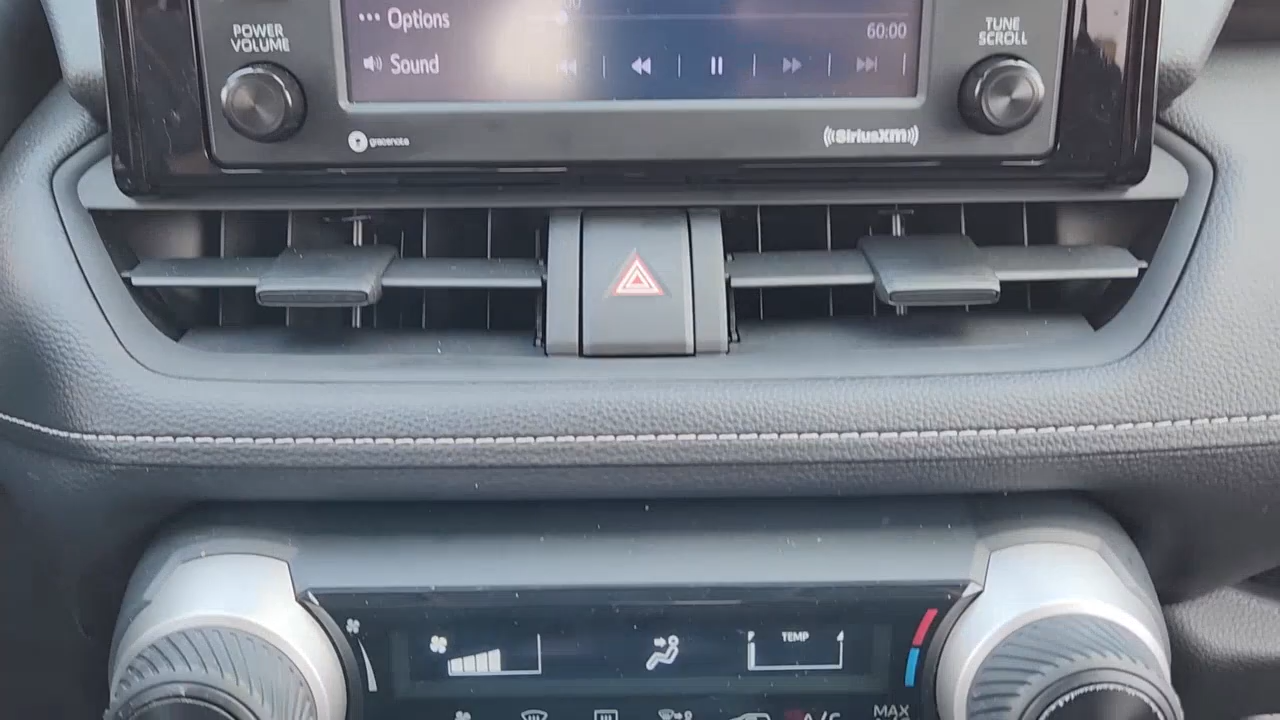 POWER
VOLUME
Options
60:00
TUNE
SCROLL
Sound
gracenote
SiriusXM
TEMP
A/C
MAX